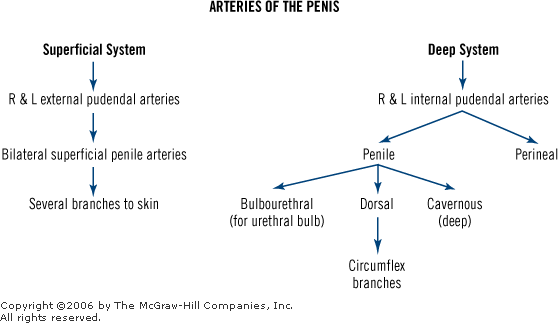 ARTERIES OF THE PENIS
Superficial System
R & L external pudendal arteries
Bilateral superficial penile arteries
Several branches to skin
Deep System
R & L internal pudendal arteries
Penile
Perineal
Bulbourethral
(for urethral bulb)
Dorsal
Cavernous
(deep)
Circumflex
branches
Copyright ©2006 by The McGraw-Hill Companies, Inc.
All rights reserved.